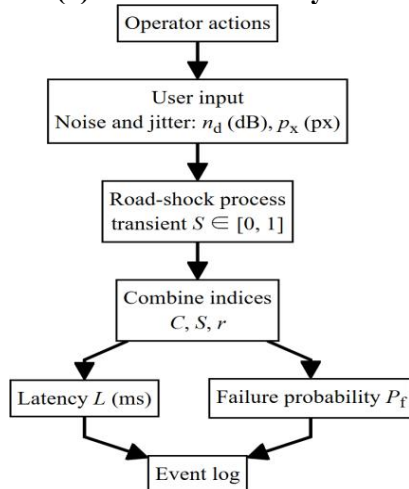 Operator actions
User input
Noise and jitter: n_d (dB), p_x (px)
Road-shock process
transient S ∈ [0, 1]
Combine indices
C, S, r
Latency L (ms)
Failure probability P_f
Event log